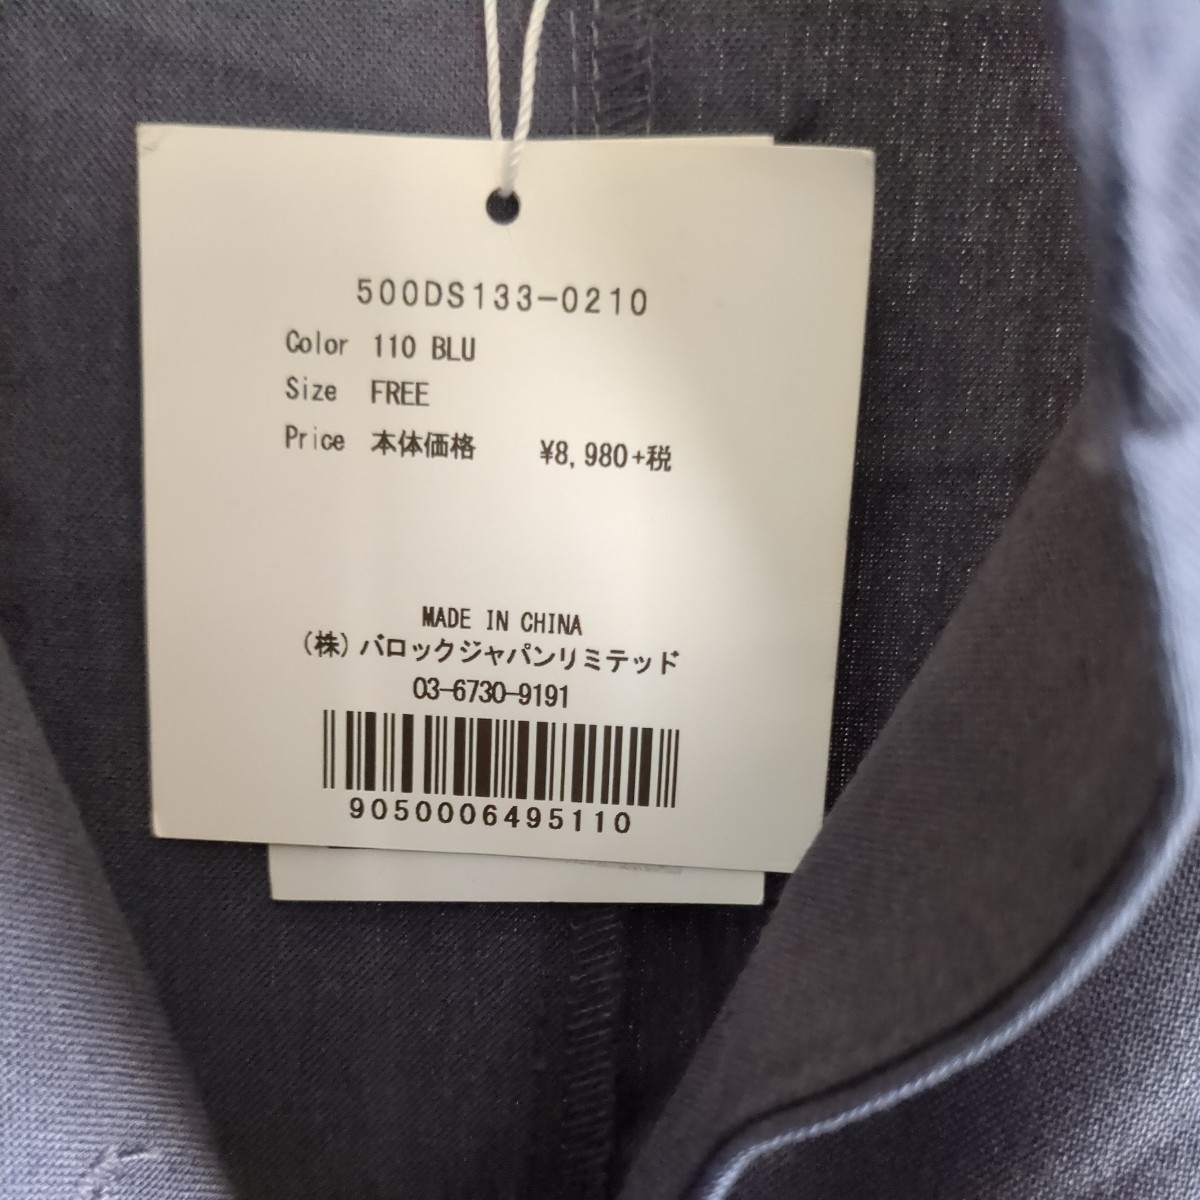 500DS133-0210
Color 110 BLU
Size FREE
Price 本体価格 ¥8,980+税
MADE IN CHINA
(株)バロックジャパンリミテッド
03-6730-9191
9050006495110